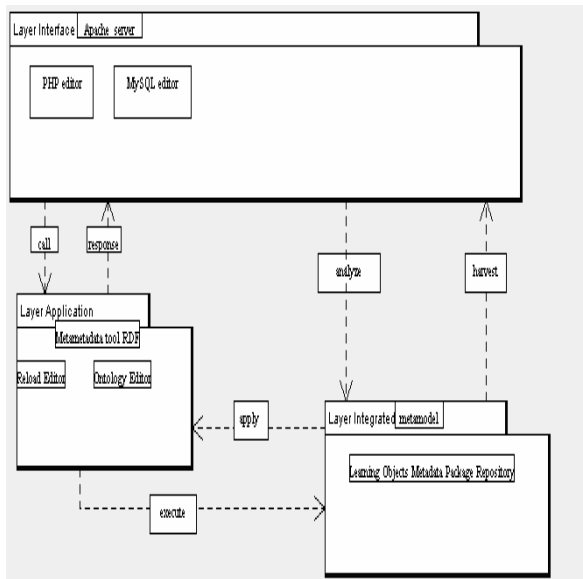 Layer Interface Apache server
PHP editor
MySQL editor
call
response
analyze
harvest
Layer Application
Metametadata tool RDF
Reload Editor
Ontology Editor
apply
Layer Integrated metamodel
Learning Objects Metadata Package Repository
execute